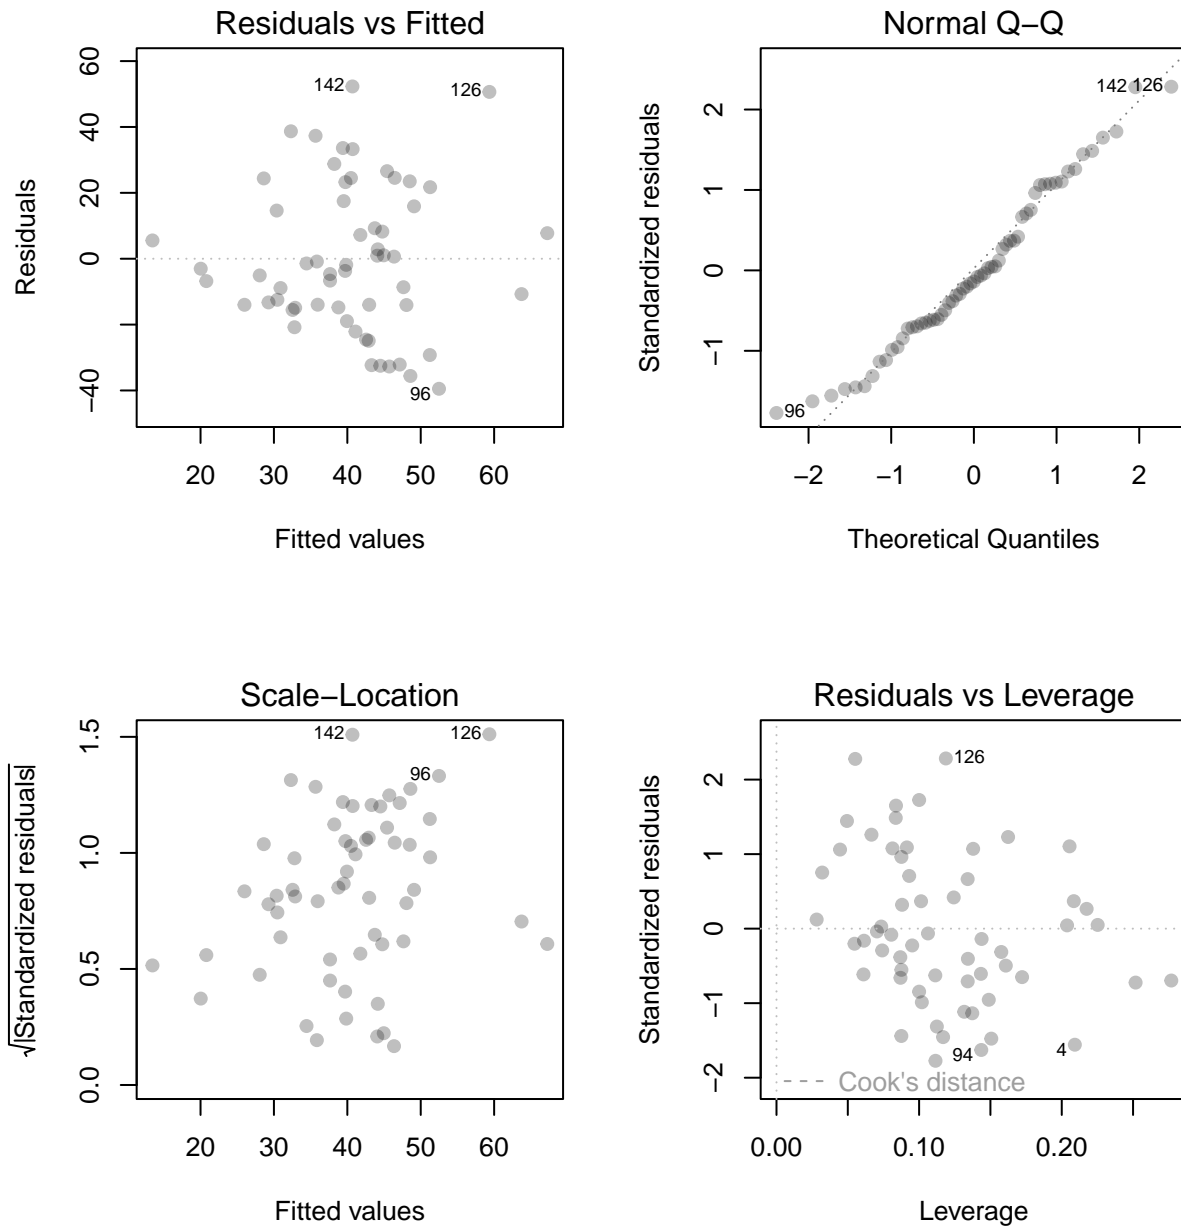 Residuals vs Fitted
Residuals
60
40
20
0
−40
142
126
96
20 30 40 50 60
Fitted values
Normal Q−Q
Standardized residuals
2
1
0
−1
142 126
96
−2 −1 0 1 2
Theoretical Quantiles
Scale−Location
√|Standardized residuals|
1.5
1.0
0.5
0.0
142
126
96
20 30 40 50 60
Fitted values
Residuals vs Leverage
Standardized residuals
2
1
0
−1
−2
126
94
4
Cook's distance
0.00 0.10 0.20
Leverage